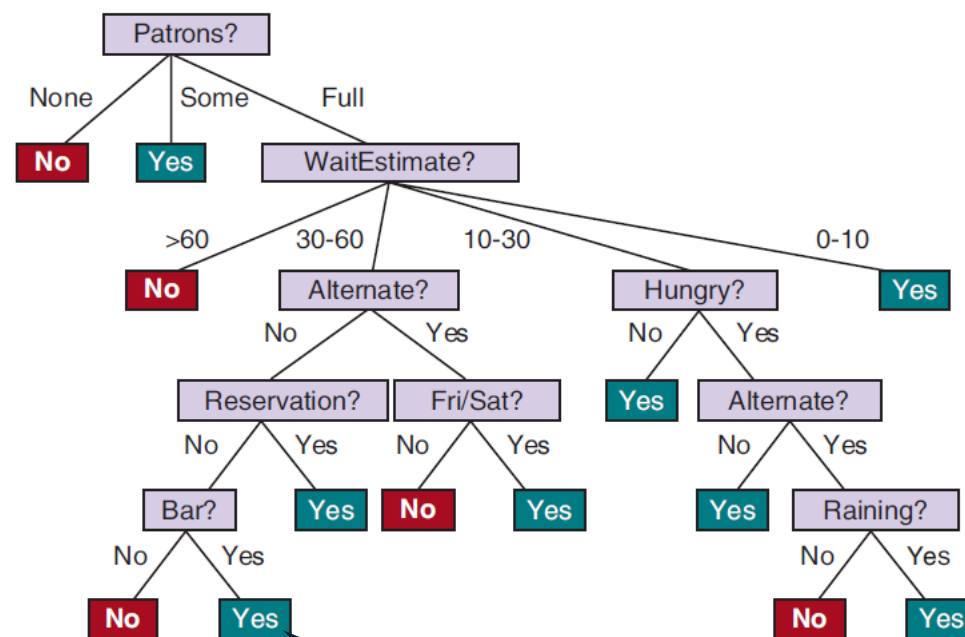 Patrons?
None Some Full
No Yes WaitEstimate?
>60 30-60 10-30 0-10
No Alternate? Hungry? Yes
No Yes No Yes
Reservation? Fri/Sat? Yes Alternate?
No Yes No Yes No Yes
Bar? Yes No Yes Yes Raining?
No Yes No Yes
No Yes No Yes